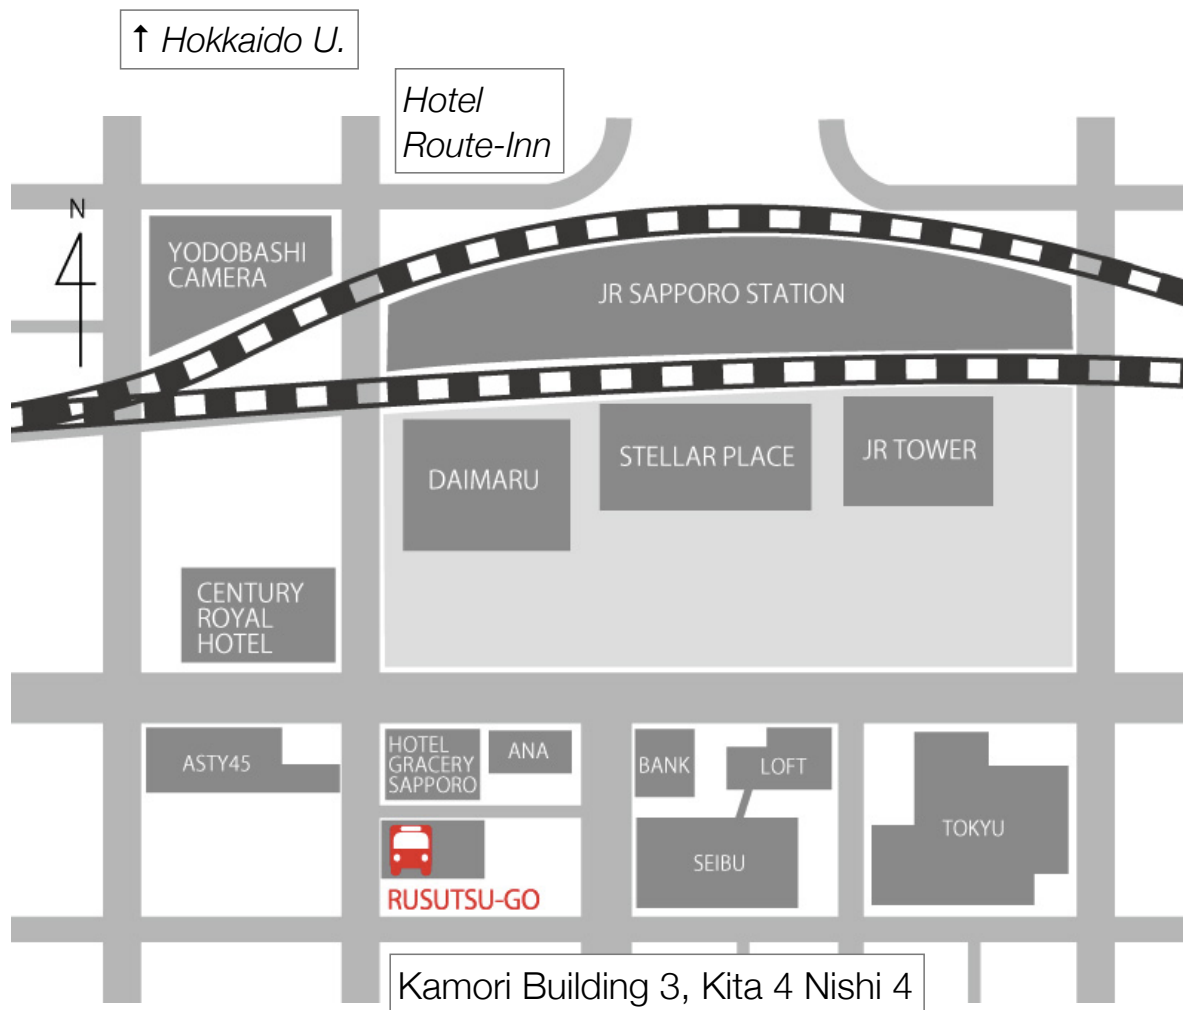 ↑ Hokkaido U.
Hotel
Route-Inn
N
YODOBASHI
CAMERA
JR SAPPORO STATION
DAIMARU
STELLAR PLACE
JR TOWER
CENTURY
ROYAL
HOTEL
ASTY45
HOTEL
GRACERY
SAPPORO
ANA
BANK
LOFT
SEIBU
TOKYU
RUSUTSU-GO
Kamori Building 3, Kita 4 Nishi 4